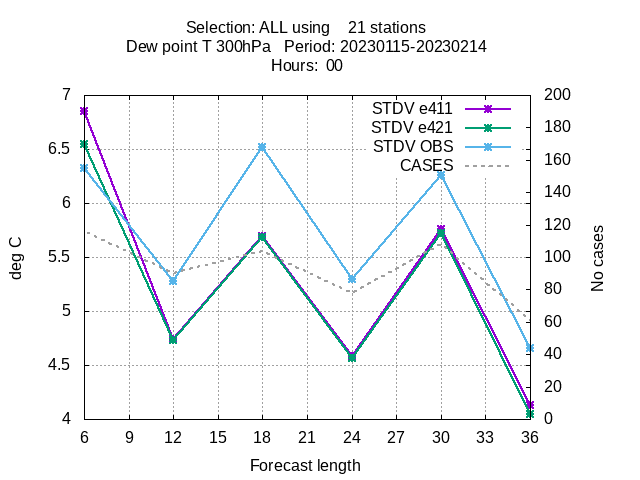 Selection: ALL using    21 stations
Dew point T 300hPa   Period: 20230115-20230214
Hours:  00
STDV e411
STDV e421
STDV OBS
CASES
7
6.5
6
5.5
5
4.5
4
deg C
200
180
160
140
120
100
80
60
40
20
0
No cases
6 9 12 15 18 21 24 27 30 33 36
Forecast length